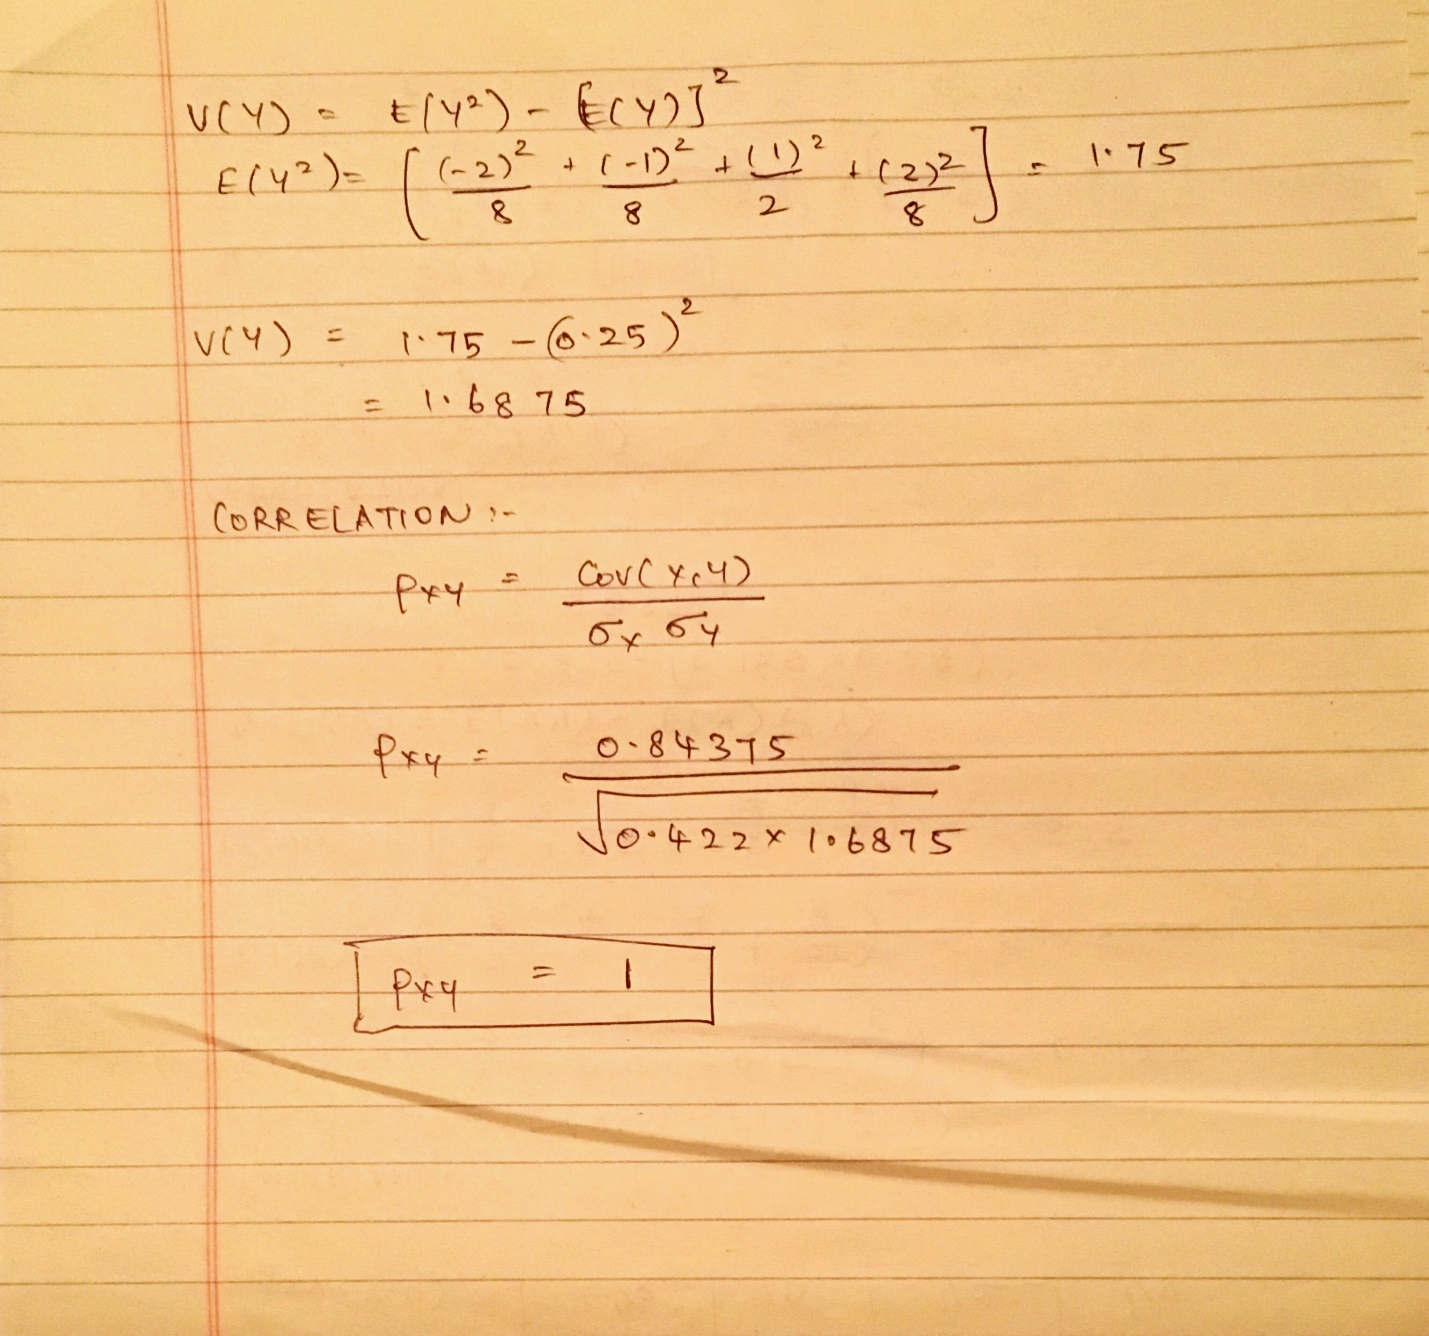 V(Y) = E(Y²) - [E(Y)]²
E(Y²) = [ (-2)²/8 + (-1)²/8 + (1)²/2 + (2)²/8 ] = 1.75
V(Y) = 1.75 - (0.25)²
= 1.6875
CORRELATION :-
ρxy = Cov(X,Y) / σx σy
ρxy = 0.84375 / √0.422 × 1.6875
ρxy = 1